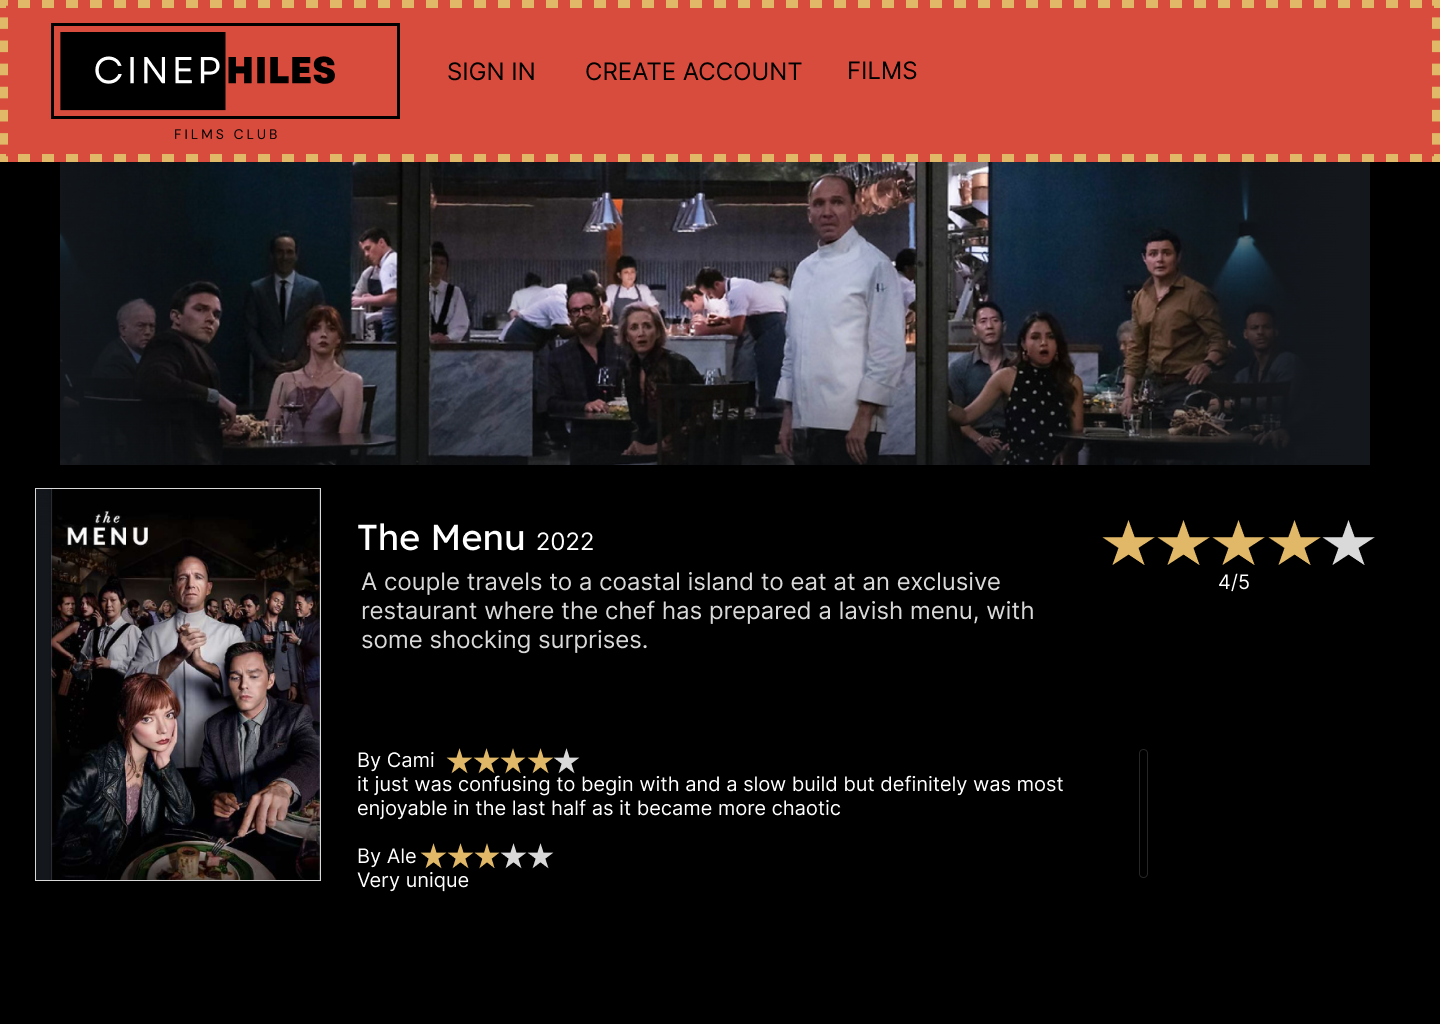 CINEPHILES
FILMS CLUB
SIGN IN
CREATE ACCOUNT
FILMS
the
MENU
The Menu 2022
A couple travels to a coastal island to eat at an exclusive
restaurant where the chef has prepared a lavish menu, with
some shocking surprises.
4/5
By Cami
it just was confusing to begin with and a slow build but definitely was most
enjoyable in the last half as it became more chaotic
By Ale
Very unique